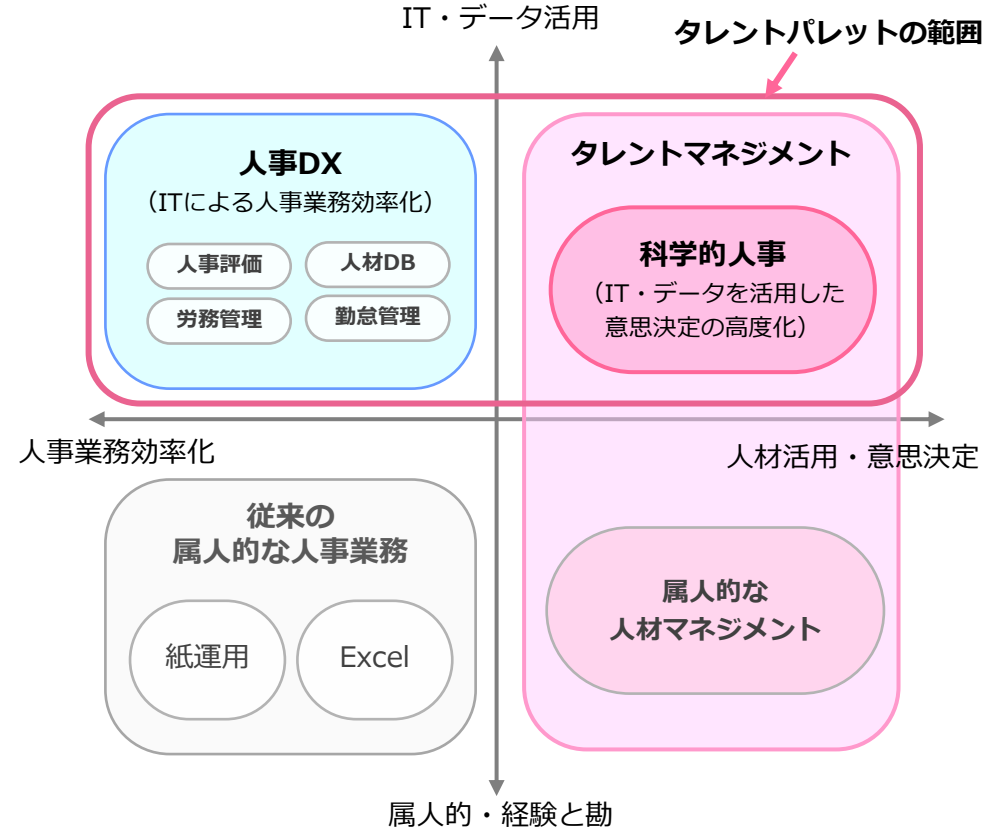 IT・データ活用
タレントパレットの範囲
人事DX
（ITによる人事業務効率化）
人事評価
人材DB
労務管理
勤怠管理
タレントマネジメント
科学的人事
（IT・データを活用した
意思決定の高度化）
人事業務効率化
人材活用・意思決定
従来の
属人的な人事業務
紙運用
Excel
属人的な
人材マネジメント
属人的・経験と勘